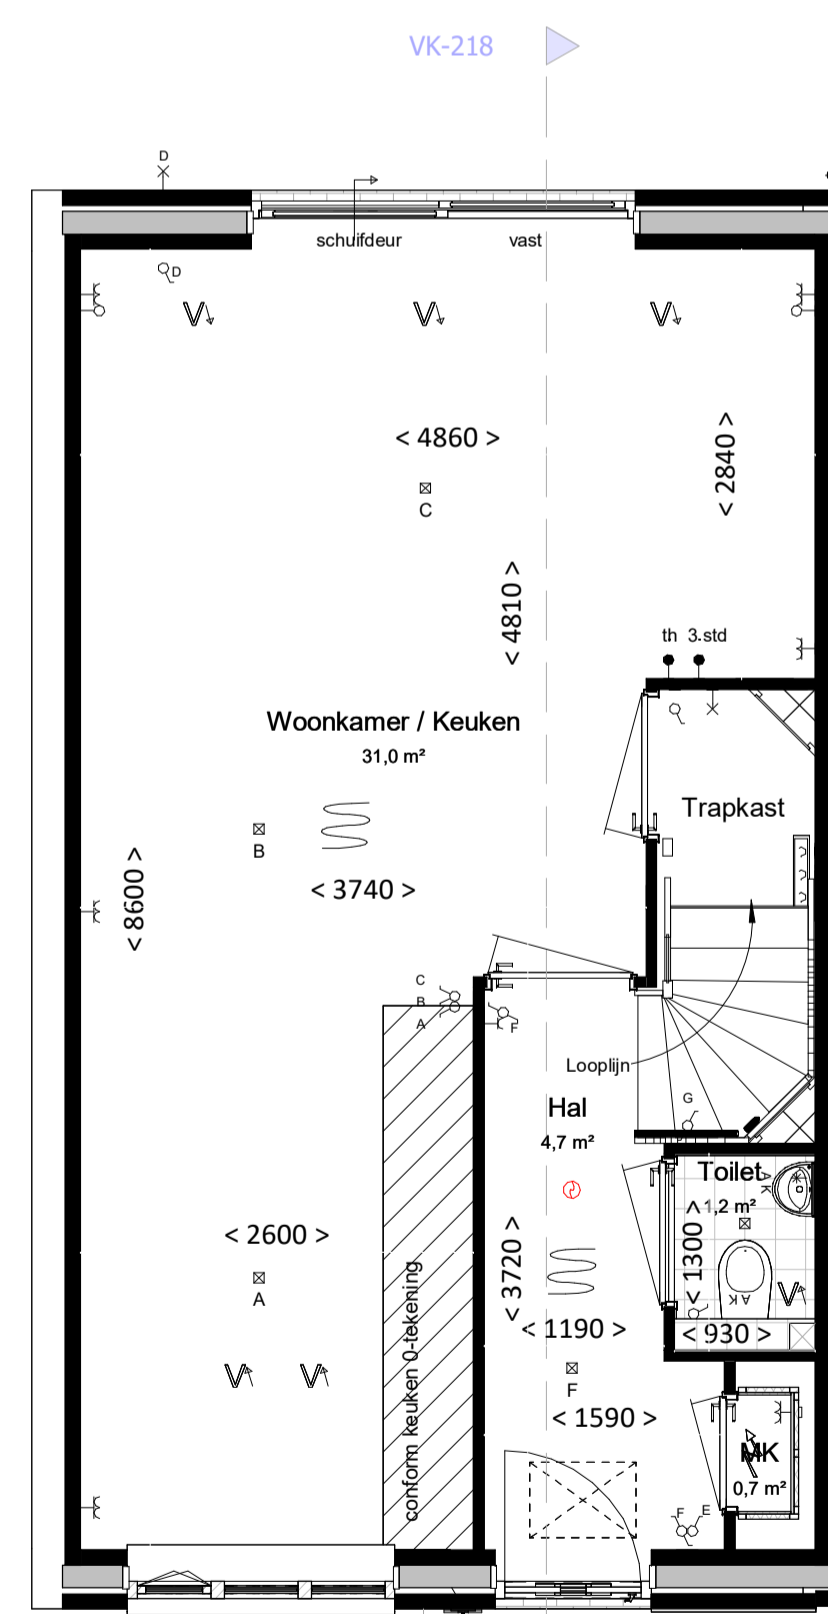 VK-218
D
schuifdeur
vast
D
V
V
V
< 4860 >
< 2840 >
C
< 4810 >
th 3.std
Woonkamer / Keuken
31,0 m²
Trapkast
B
< 8600 >
< 3740 >
C
B
A
F
Looplijn
G
Hal
4,7 m²
Toilet
AK
1,2 m²
< 1300 >
< 3720 >
< 2600 >
A
AK
V
< 1190 >
< 930 >
V
V
conform keuken 0-tekening
F
< 1590 >
MK
0,7 m²
F
E